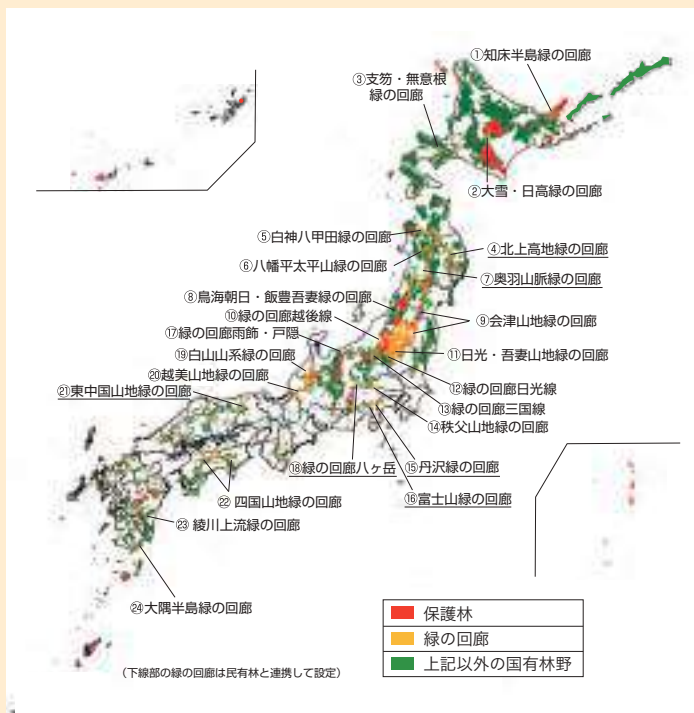 ①知床半島緑の回廊
③支笏・無意根
緑の回廊
②大雪・日高緑の回廊
⑤白神八甲田緑の回廊
④北上高地緑の回廊
⑥八幡平太平山緑の回廊
⑦奥羽山脈緑の回廊
⑧鳥海朝日・飯豊吾妻緑の回廊
⑩緑の回廊越後線
⑨会津山地緑の回廊
⑰緑の回廊雨飾・戸隠
⑲白山山系緑の回廊
⑪日光・吾妻山地緑の回廊
⑳越美山地緑の回廊
⑫緑の回廊日光線
㉑東中国山地緑の回廊
⑬緑の回廊三国線
⑭秩父山地緑の回廊
⑱緑の回廊八ヶ岳
⑮丹沢緑の回廊
⑯富士山緑の回廊
㉒ 四国山地緑の回廊
㉓ 綾川上流緑の回廊
㉔大隅半島緑の回廊
保護林
緑の回廊
上記以外の国有林野
（下線部の緑の回廊は民有林と連携して設定）